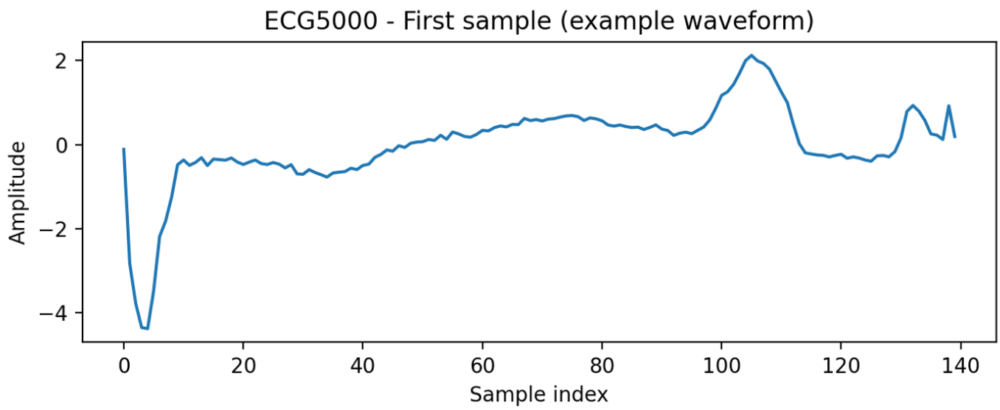 ECG5000 - First sample (example waveform)
Amplitude
2
0
−2
−4
0 20 40 60 80 100 120 140
Sample index